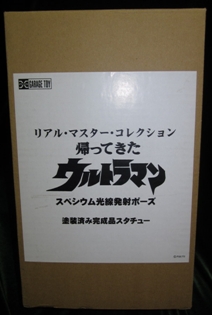 GARAGE TOY
リアル・マスター・コレクション
帰ってきた
ウルトラマン
スペシウム光線発射ポーズ
塗装済み完成品スタチュー